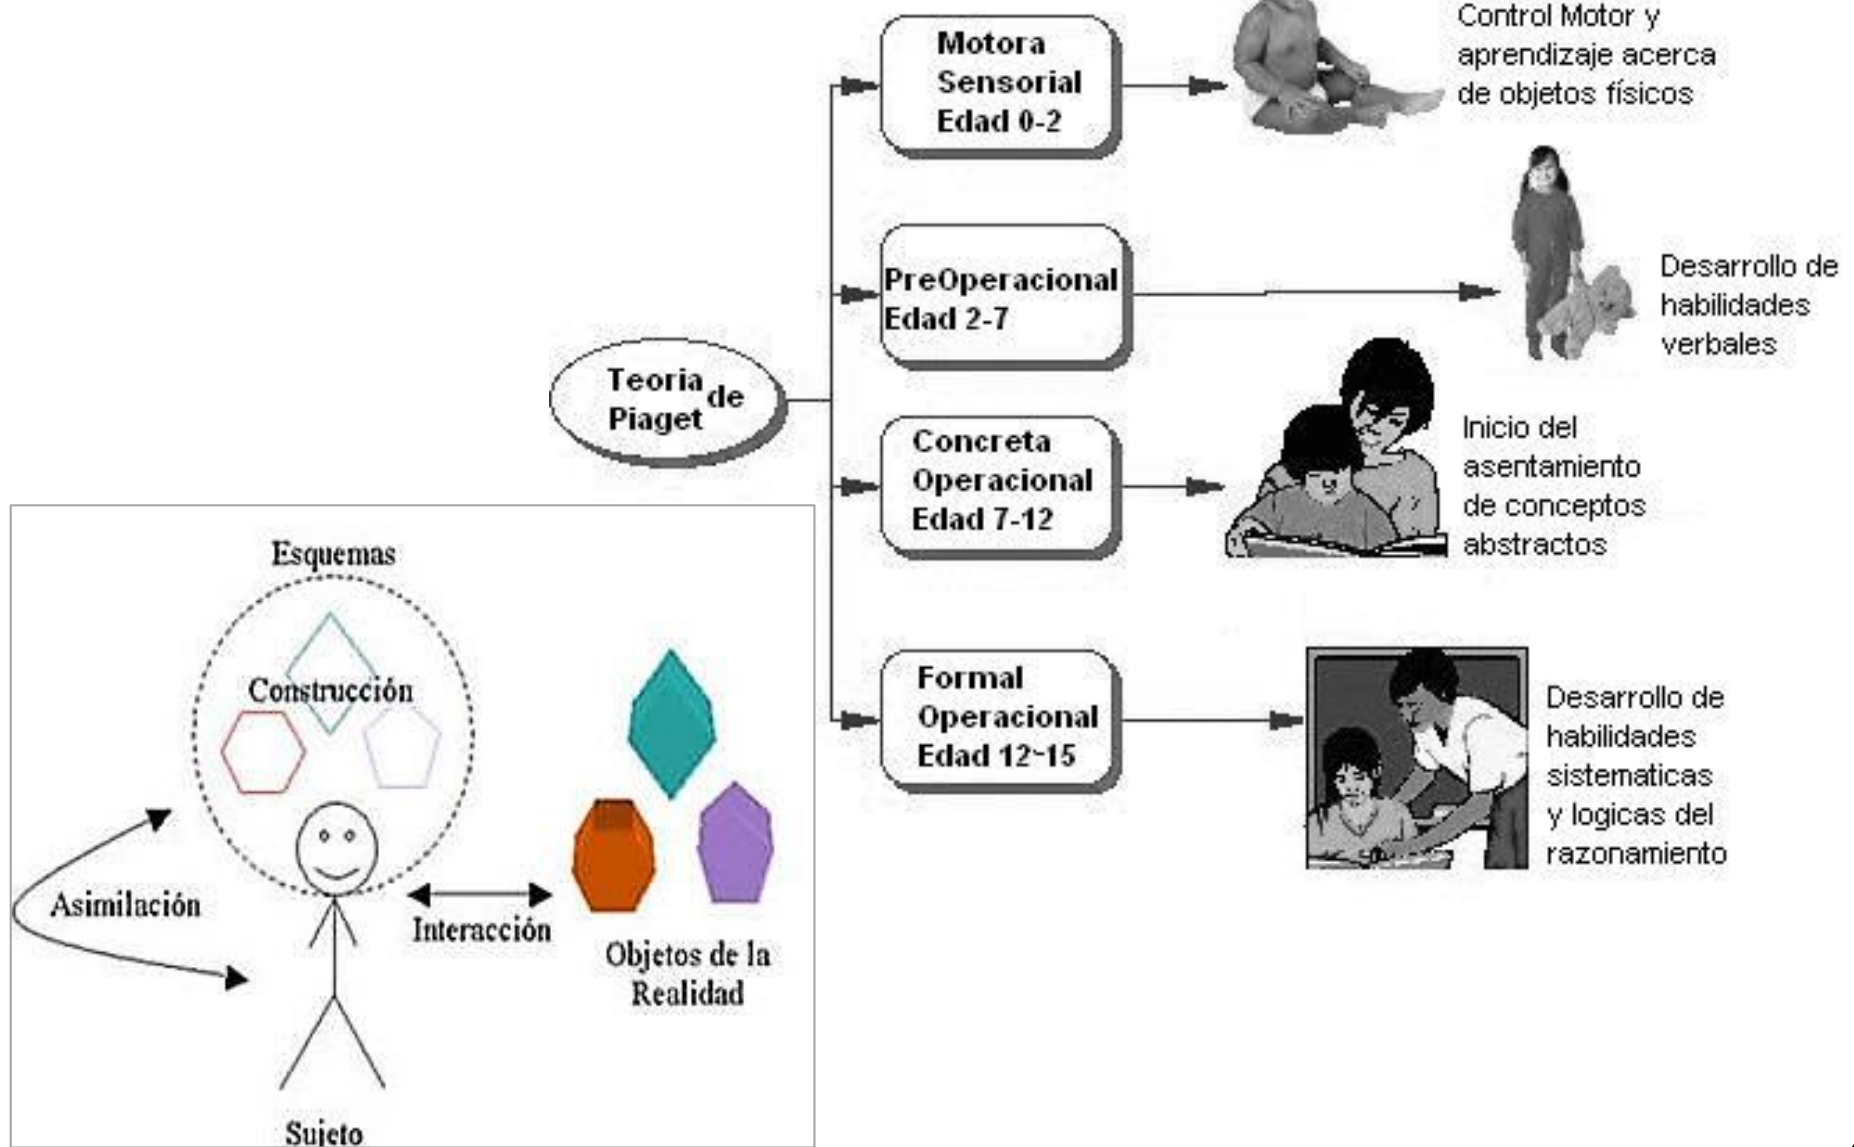 Motora
Sensorial
Edad 0-2
Control Motor y
aprendizaje acerca
de objetos físicos
PreOperacional
Edad 2-7
Desarrollo de
habilidades
verbales
Teoria de
Piaget
Concreta
Operacional
Edad 7-12
Inicio del
asentamiento
de conceptos
abstractos
Formal
Operacional
Edad 12-15
Desarrollo de
habilidades
sistematicas
y logicas del
razonamiento
Esquemas
Construcción
Asimilación
Interacción
Objetos de la
Realidad
Sujeto